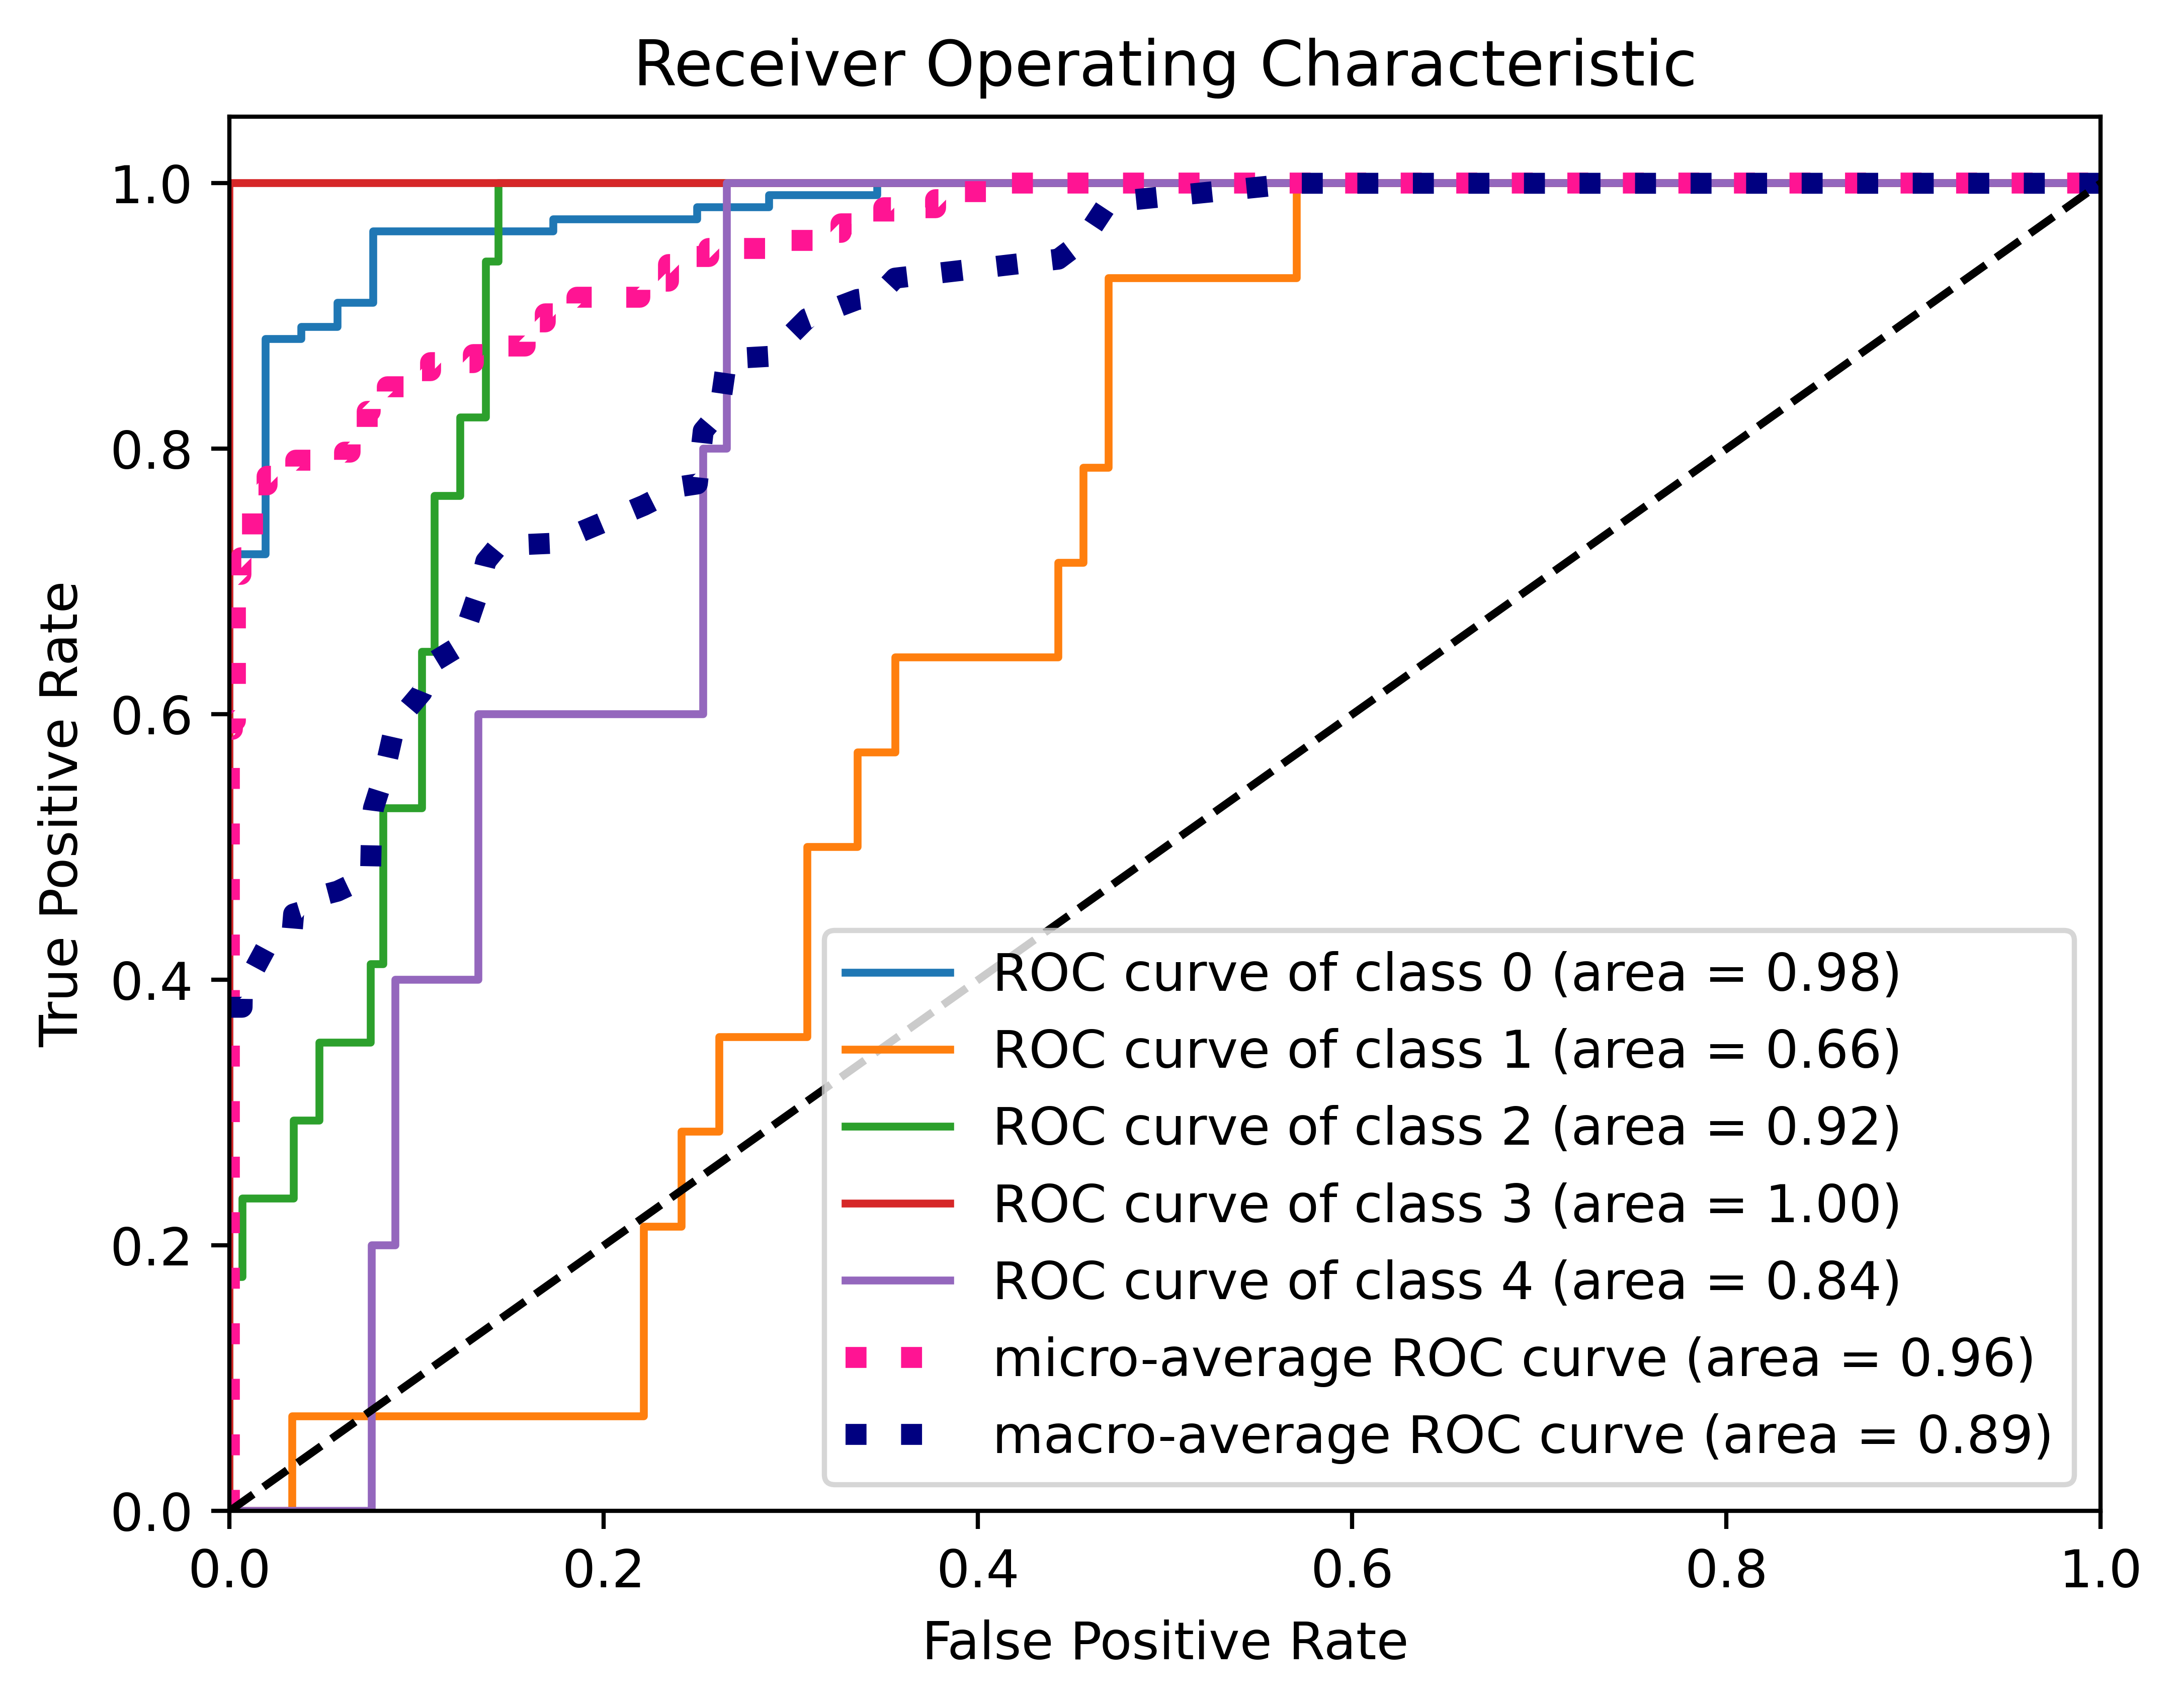 Receiver Operating Characteristic
1.0
0.8
0.6
0.4
0.2
0.0
True Positive Rate
ROC curve of class 0 (area = 0.98)
ROC curve of class 1 (area = 0.66)
ROC curve of class 2 (area = 0.92)
ROC curve of class 3 (area = 1.00)
ROC curve of class 4 (area = 0.84)
micro-average ROC curve (area = 0.96)
macro-average ROC curve (area = 0.89)
0.0 0.2 0.4 0.6 0.8 1.0
False Positive Rate